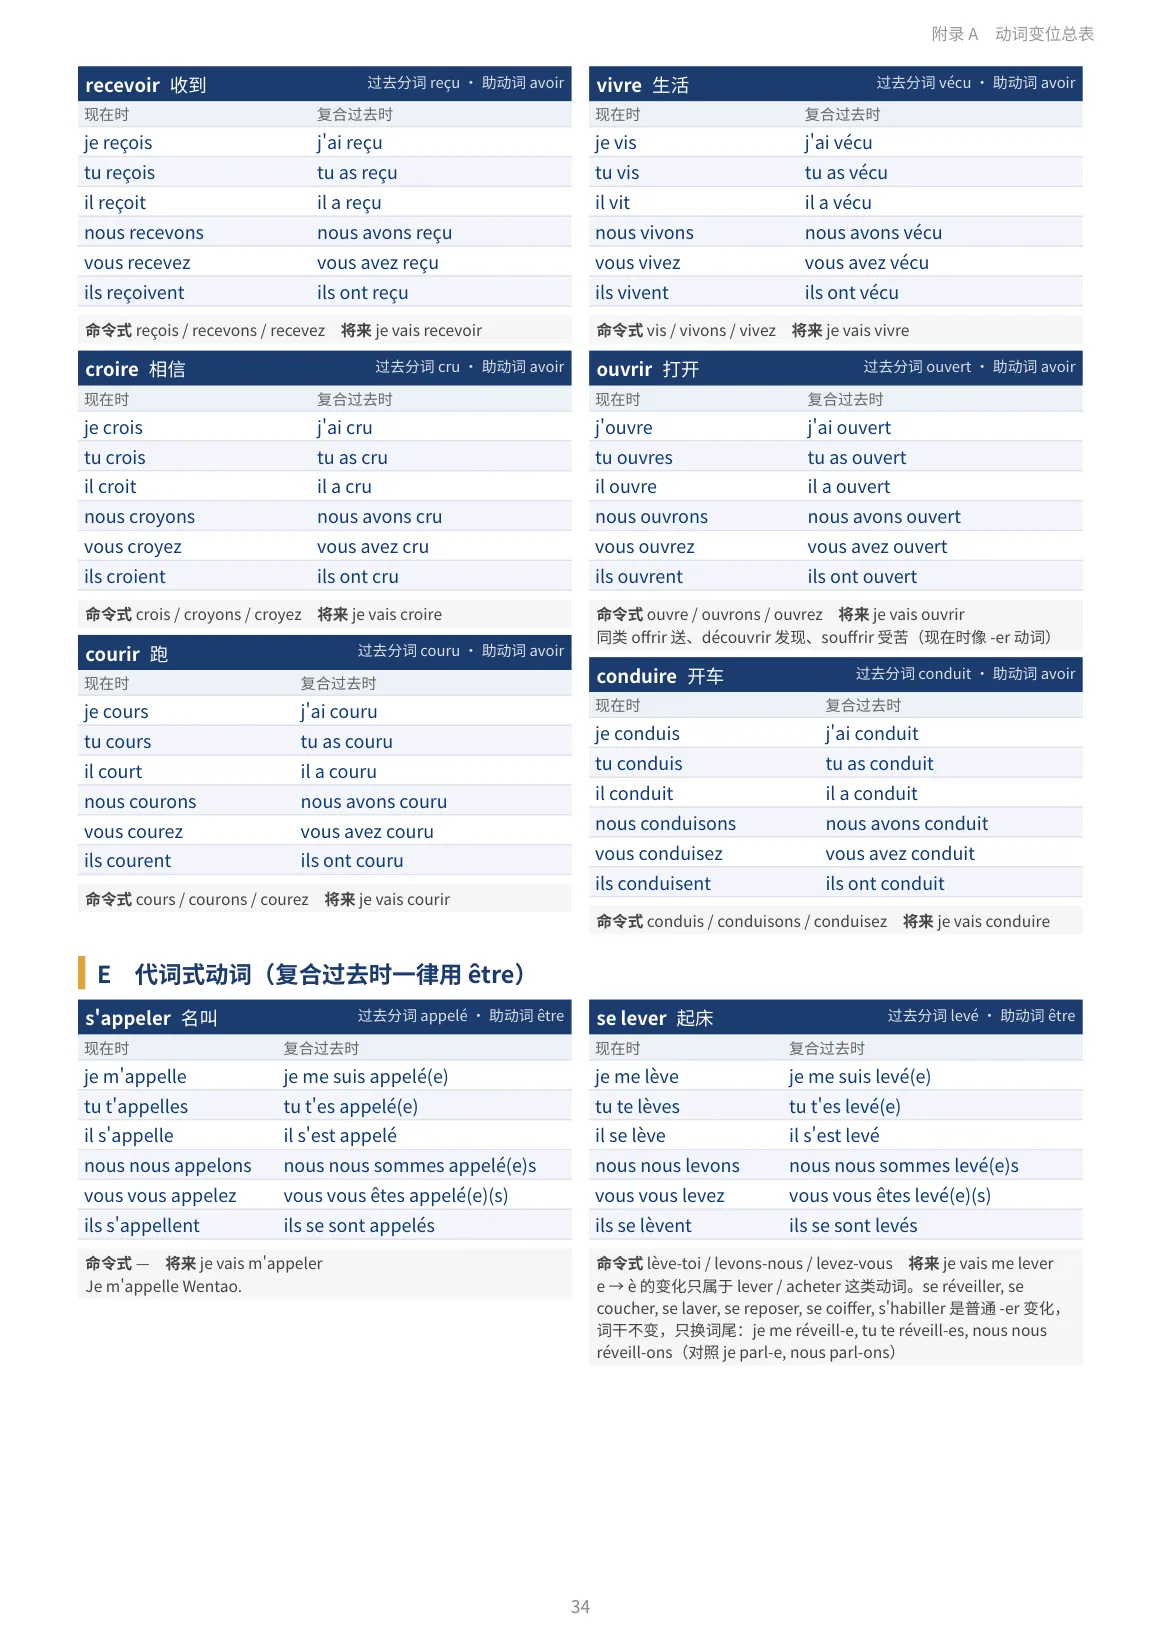 附录 A 动词变位总表
recevoir 收到 过去分词 reçu · 助动词 avoir
现在时 复合过去时
je reçois j'ai reçu
tu reçois tu as reçu
il reçoit il a reçu
nous recevons nous avons reçu
vous recevez vous avez reçu
ils reçoivent ils ont reçu
命令式 reçois / recevons / recevez 将来 je vais recevoir
croire 相信 过去分词 cru · 助动词 avoir
现在时 复合过去时
je crois j'ai cru
tu crois tu as cru
il croit il a cru
nous croyons nous avons cru
vous croyez vous avez cru
ils croient ils ont cru
命令式 crois / croyons / croyez 将来 je vais croire
courir 跑 过去分词 couru · 助动词 avoir
现在时 复合过去时
je cours j'ai couru
tu cours tu as couru
il court il a couru
nous courons nous avons couru
vous courez vous avez couru
ils courent ils ont couru
命令式 cours / courons / courez 将来 je vais courir
vivre 生活 过去分词 vécu · 助动词 avoir
现在时 复合过去时
je vis j'ai vécu
tu vis tu as vécu
il vit il a vécu
nous vivons nous avons vécu
vous vivez vous avez vécu
ils vivent ils ont vécu
命令式 vis / vivons / vivez 将来 je vais vivre
ouvrir 打开 过去分词 ouvert · 助动词 avoir
现在时 复合过去时
j'ouvre j'ai ouvert
tu ouvres tu as ouvert
il ouvre il a ouvert
nous ouvrons nous avons ouvert
vous ouvrez vous avez ouvert
ils ouvrent ils ont ouvert
命令式 ouvre / ouvrons / ouvrez 将来 je vais ouvrir
同类 offrir 送、découvrir 发现、souffrir 受苦（现在时像 -er 动词）
conduire 开车 过去分词 conduit · 助动词 avoir
现在时 复合过去时
je conduis j'ai conduit
tu conduis tu as conduit
il conduit il a conduit
nous conduisons nous avons conduit
vous conduisez vous avez conduit
ils conduisent ils ont conduit
命令式 conduis / conduisons / conduisez 将来 je vais conduire
E 代词式动词（复合过去时一律用 être）
s'appeler 名叫 过去分词 appelé · 助动词 être
现在时 复合过去时
je m'appelle je me suis appelé(e)
tu t'appelles tu t'es appelé(e)
il s'appelle il s'est appelé
nous nous appelons nous nous sommes appelé(e)s
vous vous appelez vous vous êtes appelé(e)(s)
ils s'appellent ils se sont appelés
命令式 — 将来 je vais m'appeler
Je m'appelle Wentao.
se lever 起床 过去分词 levé · 助动词 être
现在时 复合过去时
je me lève je me suis levé(e)
tu te lèves tu t'es levé(e)
il se lève il s'est levé
nous nous levons nous nous sommes levé(e)s
vous vous levez vous vous êtes levé(e)(s)
ils se lèvent ils se sont levés
命令式 lève-toi / levons-nous / levez-vous 将来 je vais me lever
e → è 的变化只属于 lever / acheter 这类动词。se réveiller, se
coucher, se laver, se reposer, se coiffer, s'habiller 是普通 -er 变化，
词干不变，只换词尾：je me réveill-e, tu te réveill-es, nous nous
réveill-ons（对照 je parl-e, nous parl-ons）
34